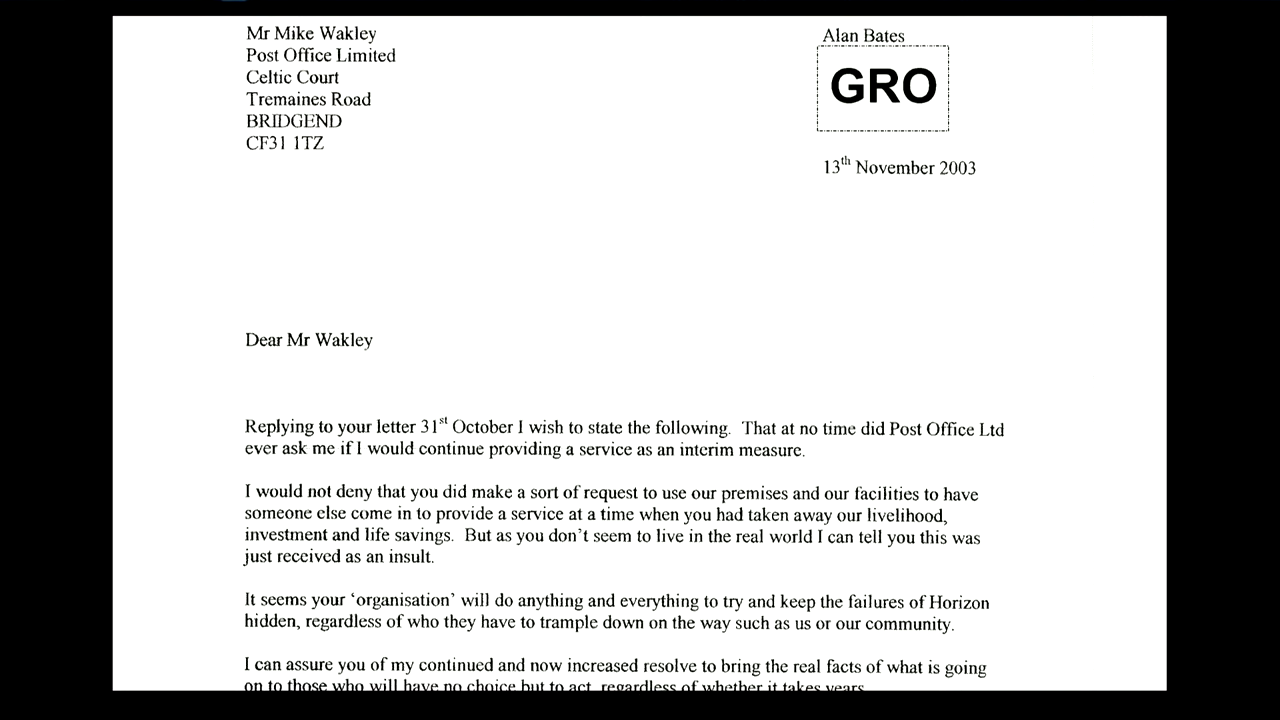 Mr Mike Wakley
Post Office Limited
Celtic Court
Tremaines Road
BRIDGEND
CF31 1TZ
Alan Bates
GRO
13th November 2003
Dear Mr Wakley
Replying to your letter 31st October I wish to state the following. That at no time did Post Office Ltd
ever ask me if I would continue providing a service as an interim measure.
I would not deny that you did make a sort of request to use our premises and our facilities to have
someone else come in to provide a service at a time when you had taken away our livelihood,
investment and life savings. But as you don't seem to live in the real world I can tell you this was
just received as an insult.
It seems your 'organisation' will do anything and everything to try and keep the failures of Horizon
hidden, regardless of who they have to trample down on the way such as us or our community.
I can assure you of my continued and now increased resolve to bring the real facts of what is going
on to those who will have no choice but to act, regardless of whether it takes years